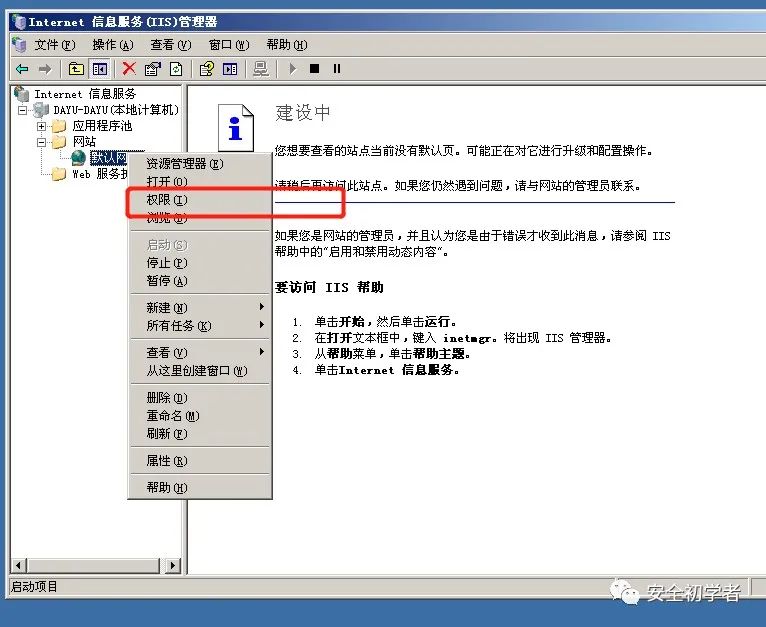 Internet 信息服务(IIS)管理器
文件(F) 操作(A) 查看(V) 窗口(W) 帮助(H)
Internet 信息服务
DAYU-DAYU(本地计算机)
应用程序池
网站
默认网
Web 服务扩
资源管理器(E)
打开(O)
权限(I)
浏览(B)
启动(S)
停止(P)
暂停(A)
新建(N)
所有任务(K)
查看(V)
从这里创建窗口(W)
删除(D)
重命名(M)
刷新(F)
属性(R)
帮助(H)
建设中
您想要查看的站点当前没有默认页。可能正在对它进行升级和配置操作。
请稍后再访问此站点。如果您仍然遇到问题，请与网站的管理员联系。
如果您是网站的管理员，并且认为您是由于错误才收到此消息，请参阅 IIS
帮助中的"启用和禁用动态内容"。
要访问 IIS 帮助
1. 单击开始，然后单击运行。
2. 在打开文本框中，键入 inetmgr。将出现 IIS 管理器。
3. 从帮助菜单，单击帮助主题。
4. 单击Internet 信息服务。
启动项目
安全初学者